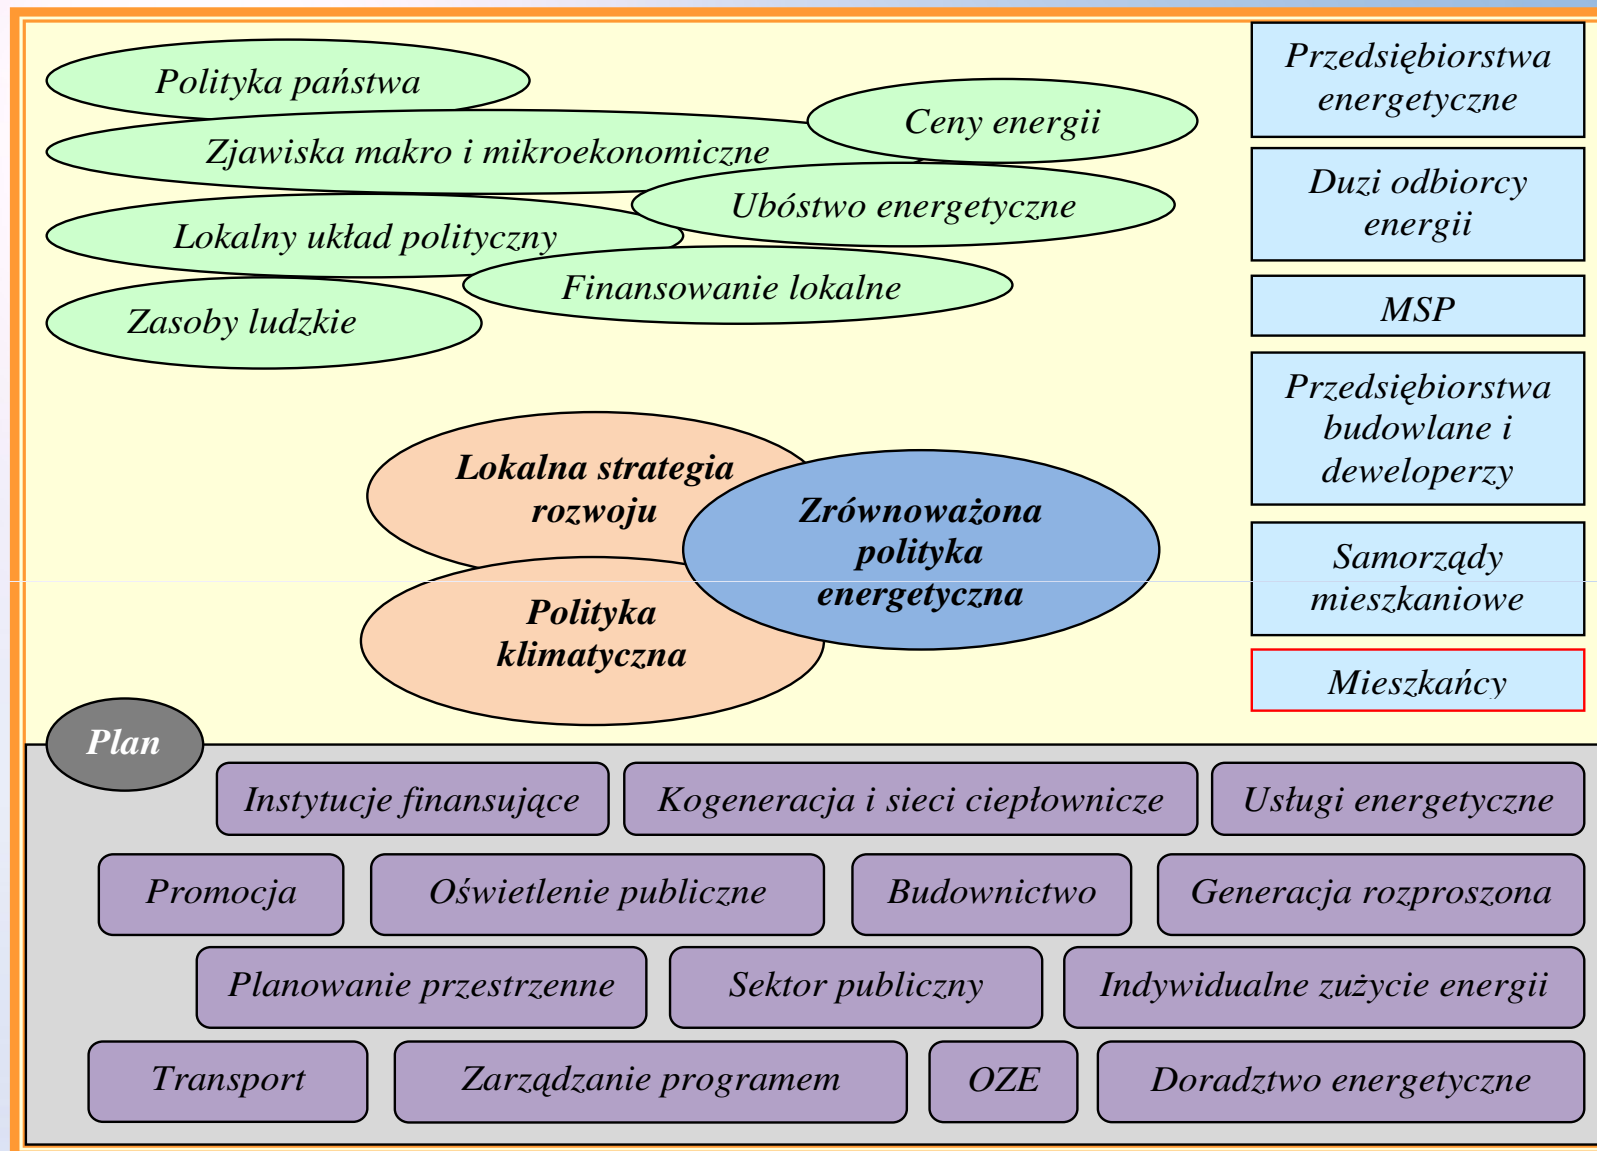 Polityka państwa
Zjawiska makro i mikroekonomiczne
Ceny energii
Ubóstwo energetyczne
Lokalny układ polityczny
Finansowanie lokalne
Zasoby ludzkie
Przedsiębiorstwa
energetyczne
Duzi odbiorcy
energii
MSP
Przedsiębiorstwa
budowlane i
deweloperzy
Samorządy
mieszkaniowe
Mieszkańcy
Lokalna strategia
rozwoju
Zrównoważona
polityka
energetyczna
Polityka
klimatyczna
Plan
Instytucje finansujące
Kogeneracja i sieci ciepłownicze
Usługi energetyczne
Promocja
Oświetlenie publiczne
Budownictwo
Generacja rozproszona
Planowanie przestrzenne
Sektor publiczny
Indywidualne zużycie energii
Transport
Zarządzanie programem
OZE
Doradztwo energetyczne